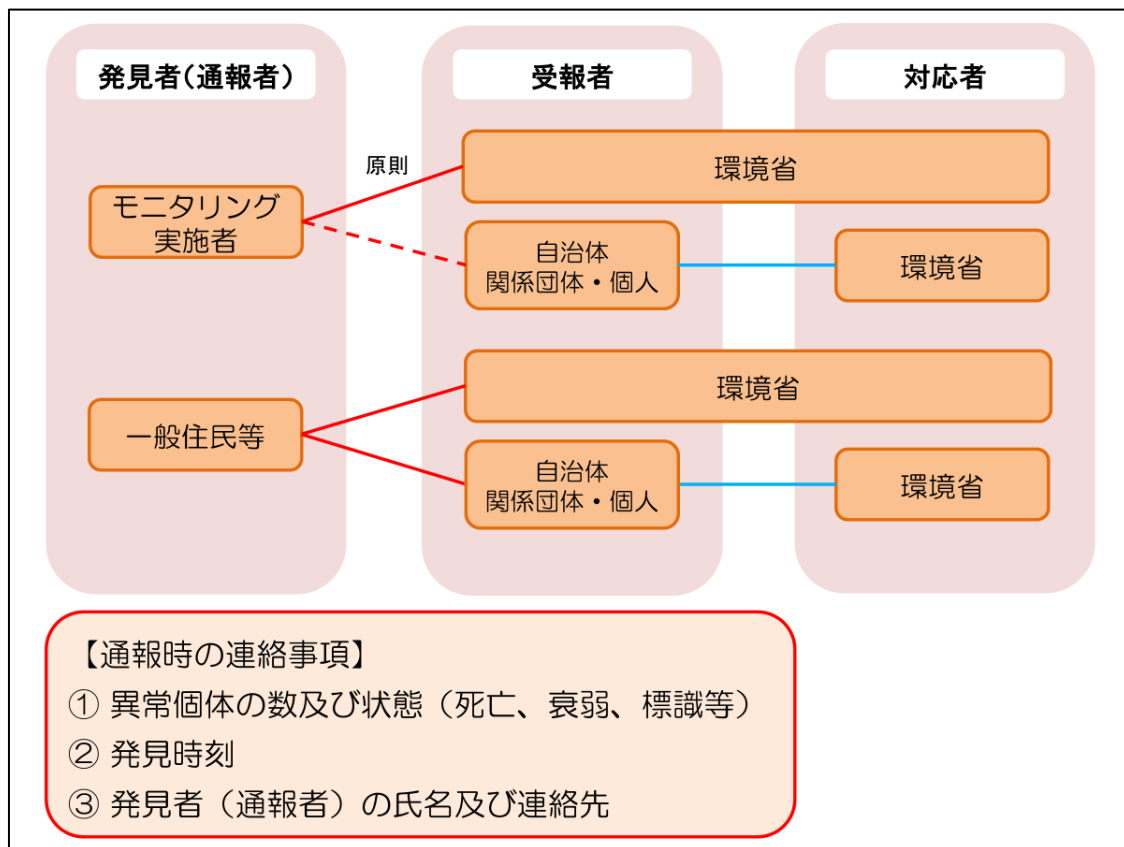 発見者（通報者）
受報者
対応者
原則
環境省
モニタリング
実施者
自治体
関係団体・個人
環境省
環境省
一般住民等
自治体
関係団体・個人
環境省
【通報時の連絡事項】
① 異常個体の数及び状態（死亡、衰弱、標識等）
② 発見時刻
③ 発見者（通報者）の氏名及び連絡先